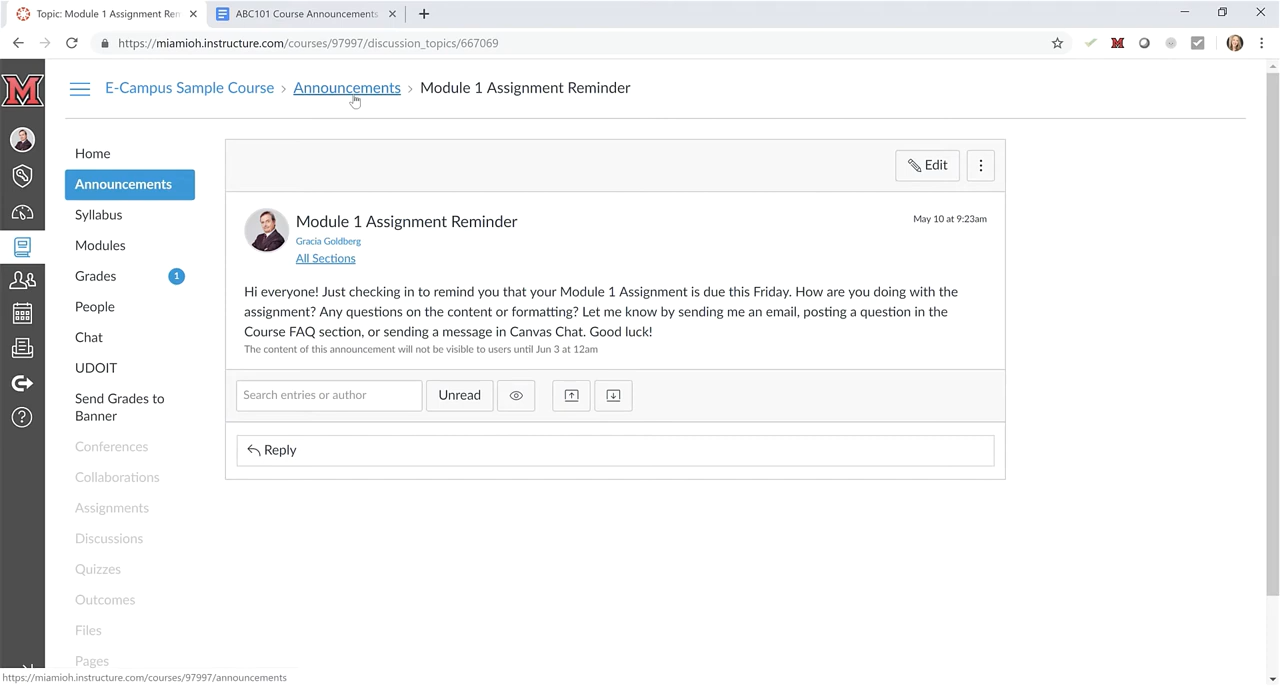 Topic: Module 1 Assignment Rem
ABC101 Course Announcements
https://miamioh.instructure.com/courses/97997/discussion_topics/667069
E-Campus Sample Course › Announcements › Module 1 Assignment Reminder
Home
Announcements
Syllabus
Modules
Grades 1
People
Chat
UDOIT
Send Grades to
Banner
Conferences
Collaborations
Assignments
Discussions
Quizzes
Outcomes
Files
Pages
Edit
Module 1 Assignment Reminder
May 10 at 9:23am
Gracia Goldberg
All Sections
Hi everyone! Just checking in to remind you that your Module 1 Assignment is due this Friday. How are you doing with the
assignment? Any questions on the content or formatting? Let me know by sending me an email, posting a question in the
Course FAQ section, or sending a message in Canvas Chat. Good luck!
The content of this announcement will not be visible to users until Jun 3 at 12am
Search entries or author
Unread
Reply
https://miamioh.instructure.com/courses/97997/announcements